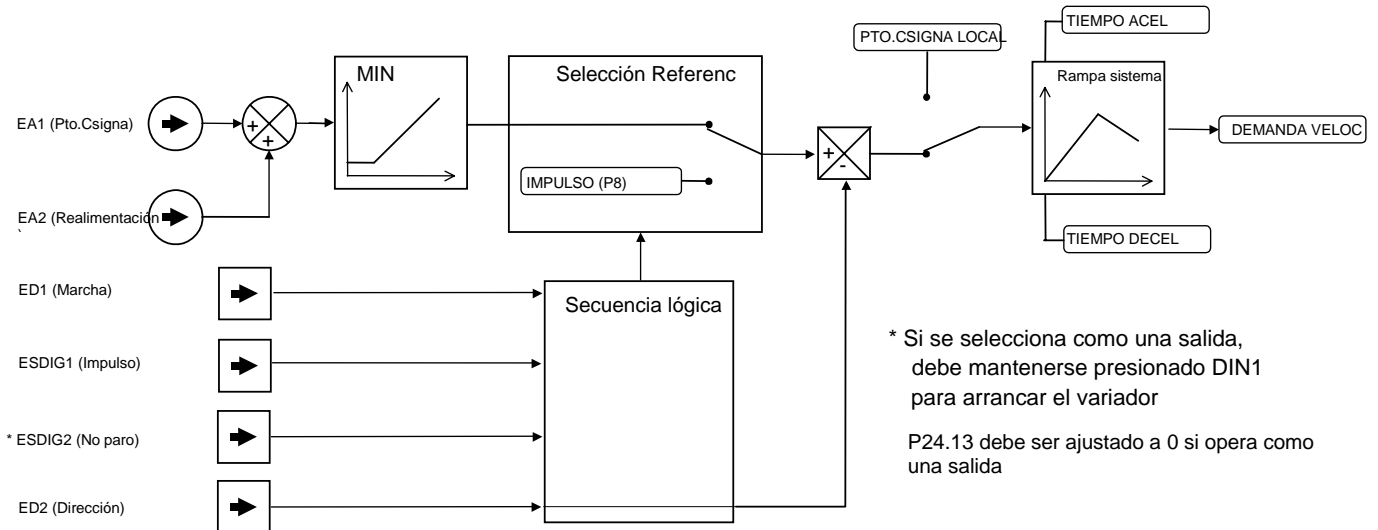 PTO.CSIGNA LOCAL
TIEMPO ACEL
MIN
Selección Referenc
Rampa sistema
EA1 (Pto.Csigna)
+
+
+
-
DEMANDA VELOC
IMPULSO (P8)
EA2 (Realimentación
TIEMPO DECEL
ED1 (Marcha)
Secuencia lógica
ESDIG1 (Impulso)
* ESDIG2 (No paro)
ED2 (Dirección)
* Si se selecciona como una salida,
debe mantenerse presionado DIN1
para arrancar el variador
P24.13 debe ser ajustado a 0 si opera como
una salida